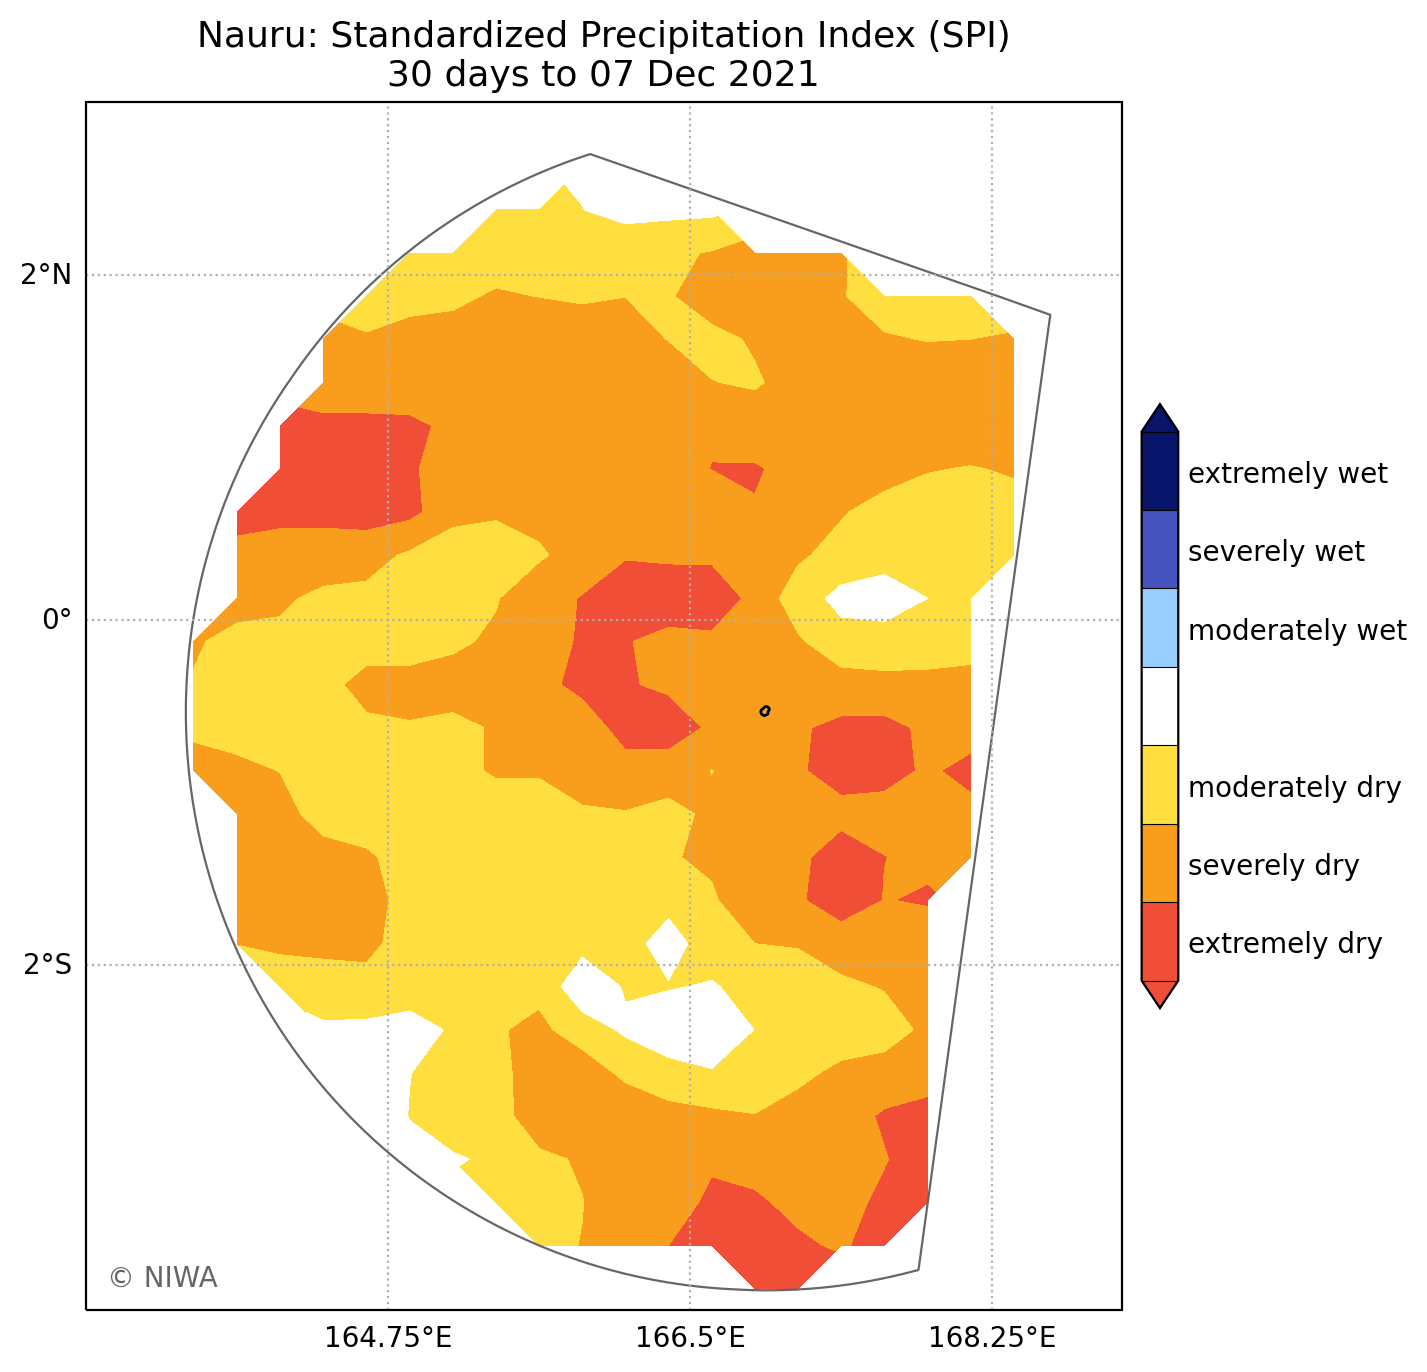 Nauru: Standardized Precipitation Index (SPI)
30 days to 07 Dec 2021
2°N
0°
2°S
164.75°E
166.5°E
168.25°E
extremely wet
severely wet
moderately wet
moderately dry
severely dry
extremely dry
© NIWA